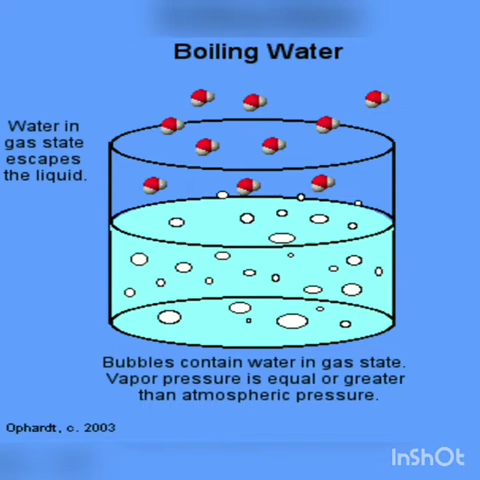 Boiling Water
Water in
gas state
escapes
the liquid.
Bubbles contain water in gas state.
Vapor pressure is equal or greater
than atmospheric pressure.
Ophardt, c. 2003
InShOt